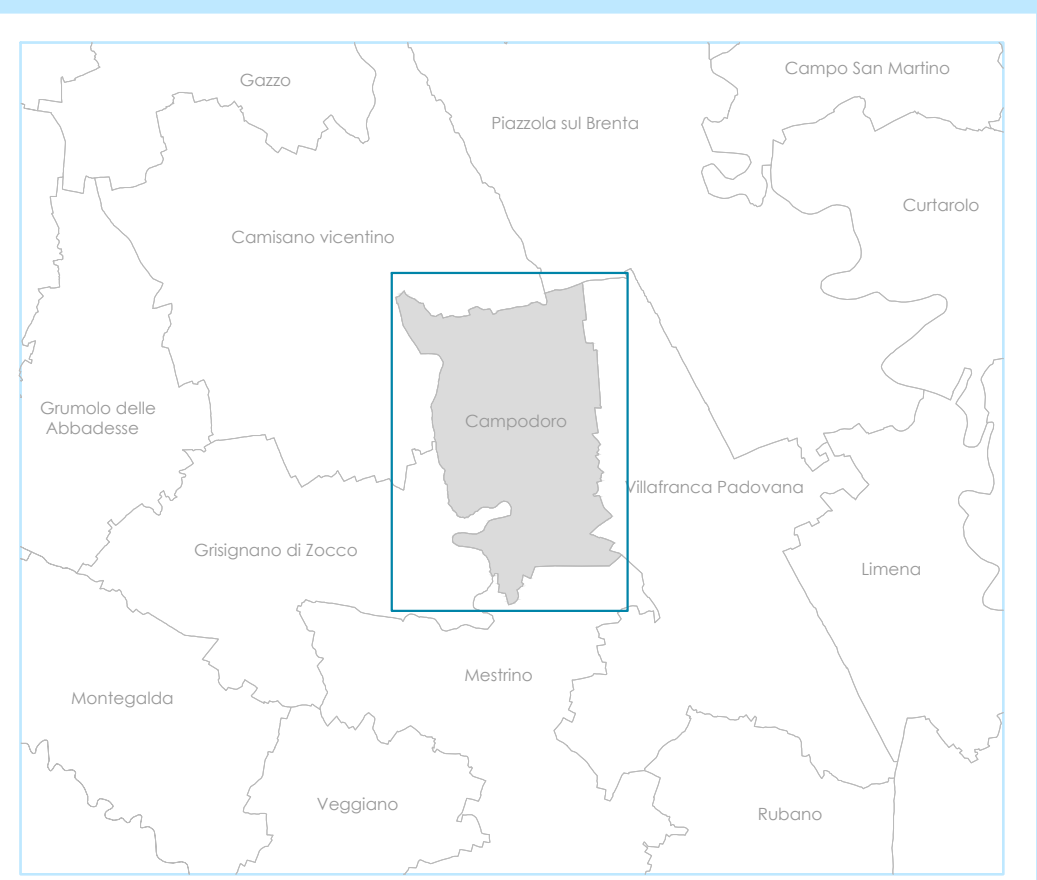 Campo San Martino
Gazzo
Piazzola sul Brenta
Curtarolo
Camisano vicentino
Grumolo delle
Abbadesse
Campodoro
Villafranca Padovana
Grisignano di Zocco
Limena
Mestrino
Montegalda
Veggiano
Rubano